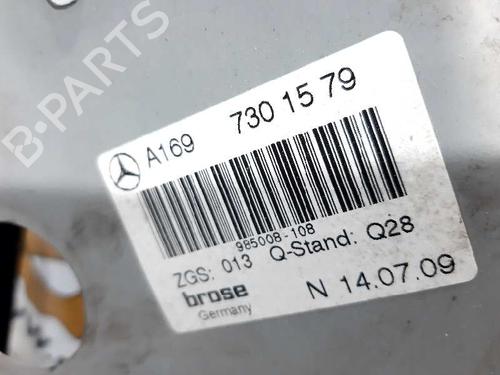 B-PARTS
A169 730 15 79
985008-108
ZGS: 013 Q-Stand: Q28
brose
Germany
N 14.07.09